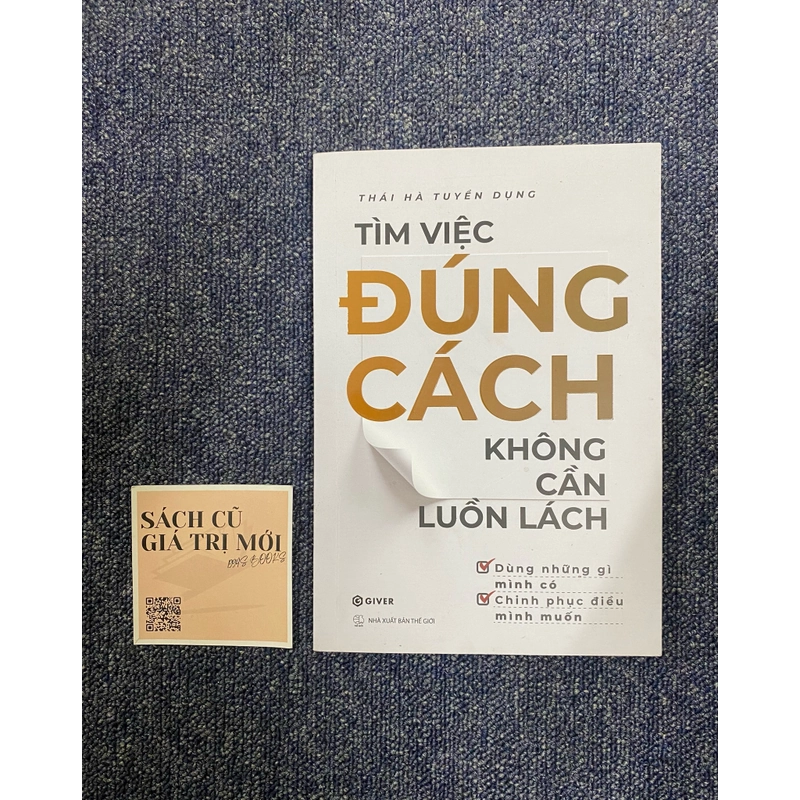 THÁI HÀ TUYỂN DỤNG
TÌM VIỆC
ĐÚNG
CÁCH
KHÔNG
CẦN
LUỒN LÁCH
Dùng những gì
mình có
Chinh phục điều
mình muốn
GIVER
NHÀ XUẤT BẢN THẾ GIỚI
SÁCH CŨ
GIÁ TRỊ MỚI
BOOKS